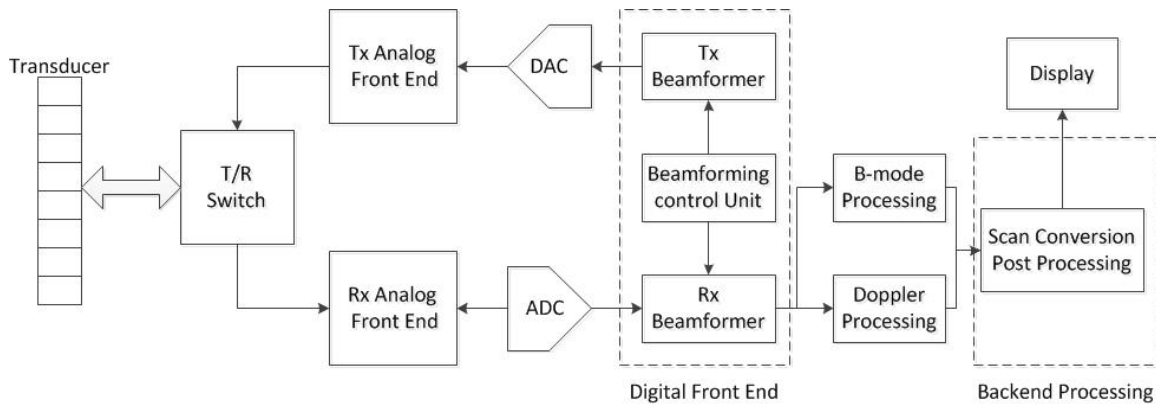 Transducer
T/R
Switch
Tx Analog
Front End
DAC
Tx
Beamformer
Beamforming
control Unit
Rx Analog
Front End
ADC
Rx
Beamformer
Digital Front End
B-mode
Processing
Doppler
Processing
Display
Scan Conversion
Post Processing
Backend Processing